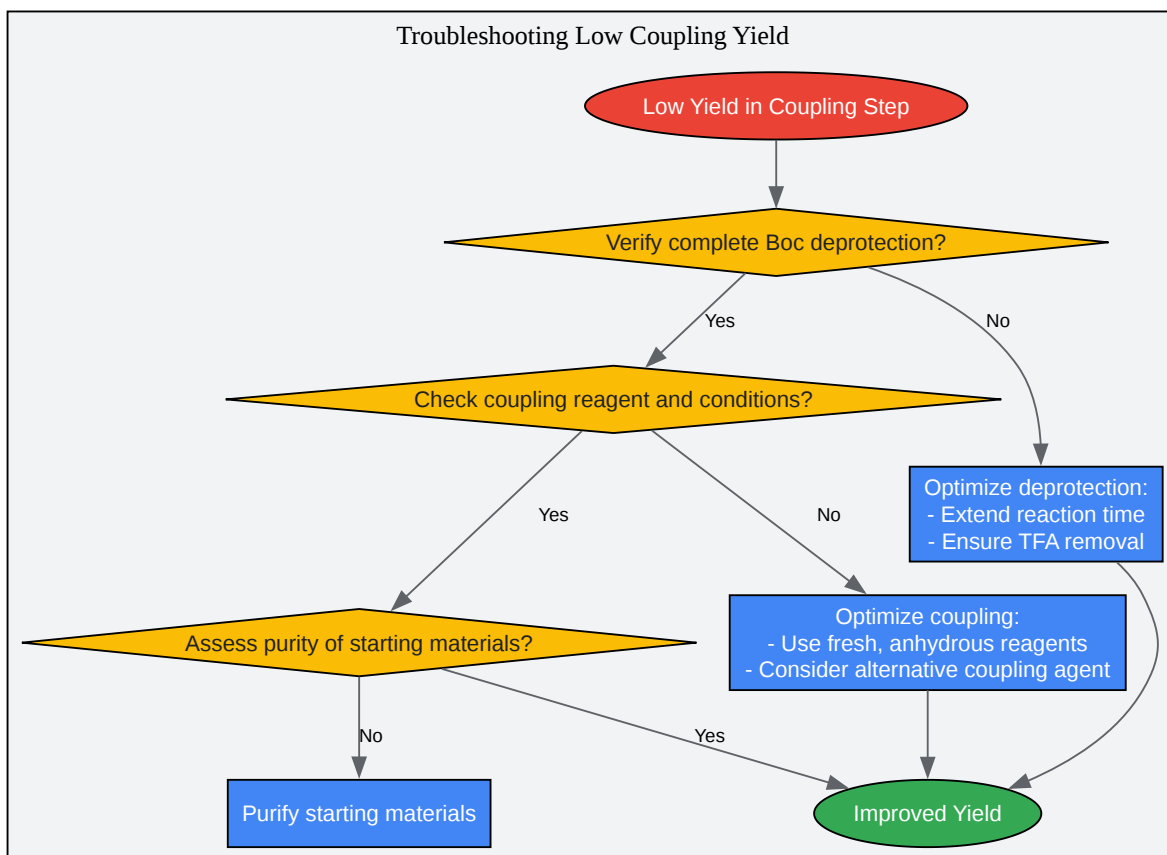 Troubleshooting Low Coupling Yield
Low Yield in Coupling Step
Verify complete Boc deprotection?
Yes
No
Check coupling reagent and conditions?
Optimize deprotection:
- Extend reaction time
- Ensure TFA removal
Yes
No
Optimize coupling:
- Use fresh, anhydrous reagents
- Consider alternative coupling agent
Assess purity of starting materials?
No
Yes
Purify starting materials
Improved Yield